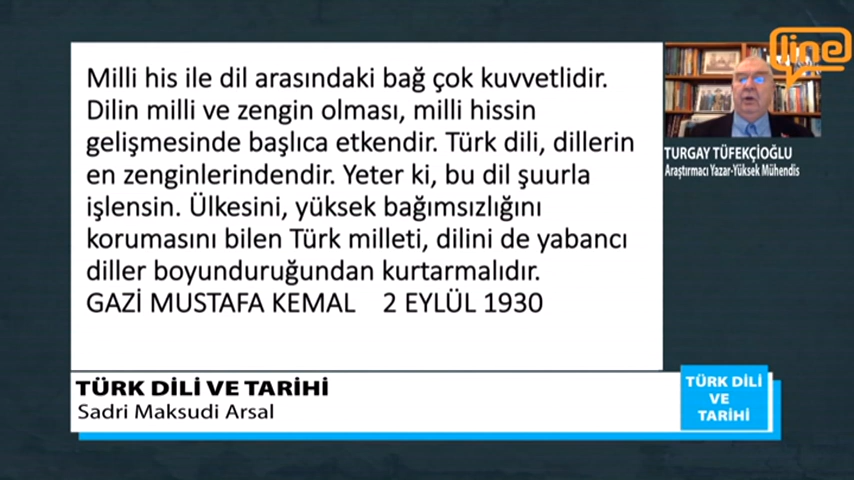 Milli his ile dil arasındaki bağ çok kuvvetlidir.
Dilin milli ve zengin olması, milli hissin
gelişmesinde başlıca etkendir. Türk dili, dillerin
en zenginlerindendir. Yeter ki, bu dil şuurla
işlensin. Ülkesini, yüksek bağımsızlığını
korumasını bilen Türk milleti, dilini de yabancı
diller boyunduruğundan kurtarmalıdır.
GAZİ MUSTAFA KEMAL 2 EYLÜL 1930
line
TURGAY TÜFEKÇİOĞLU
Araştırmacı Yazar-Yüksek Mühendis
TÜRK DİLİ VE TARİHİ
Sadri Maksudi Arsal
TÜRK DİLİ
VE
TARİHİ